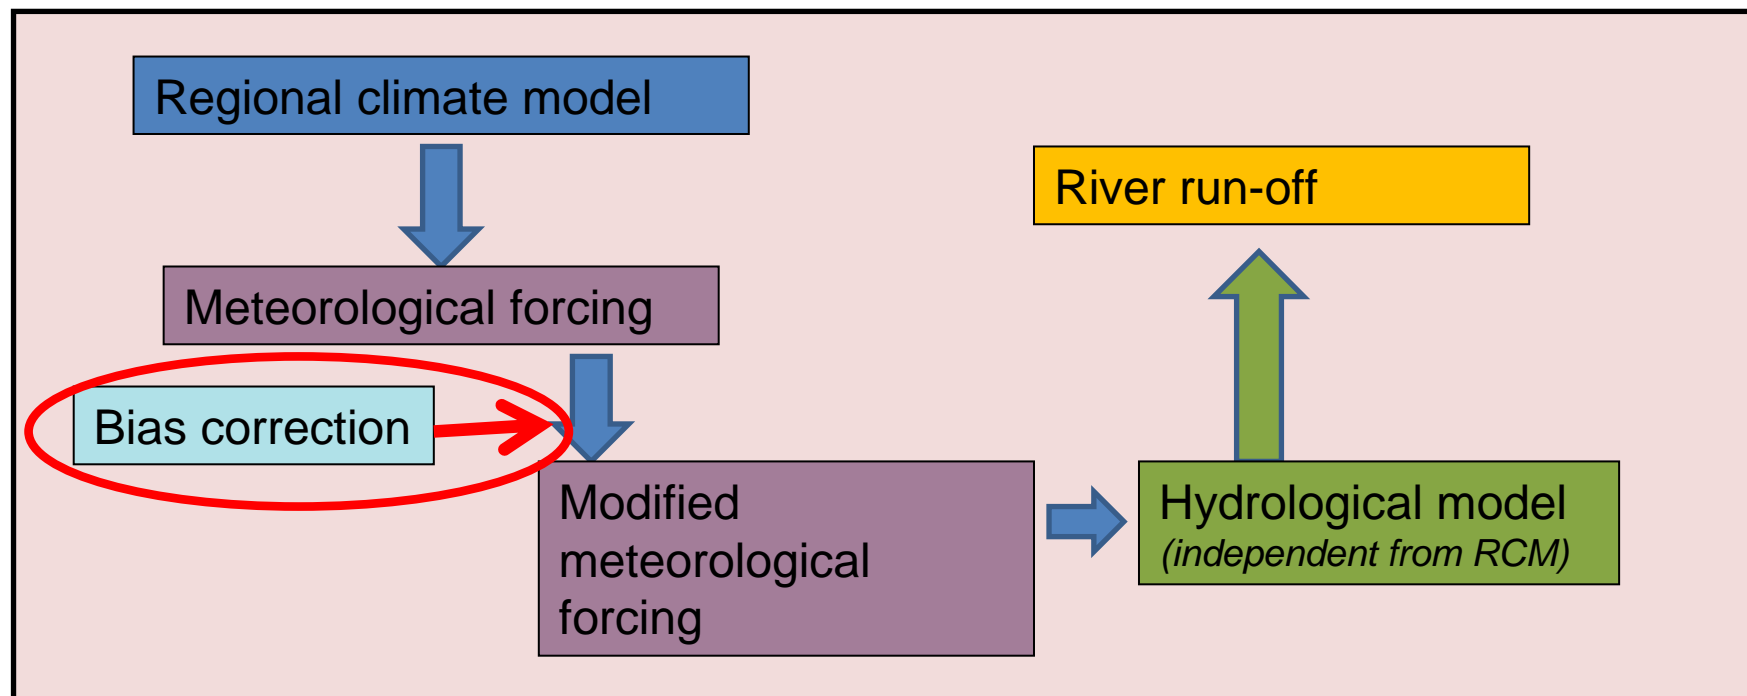 Regional climate model
River run-off
Meteorological forcing
Bias correction
Modified
meteorological
forcing
Hydrological model
(independent from RCM)